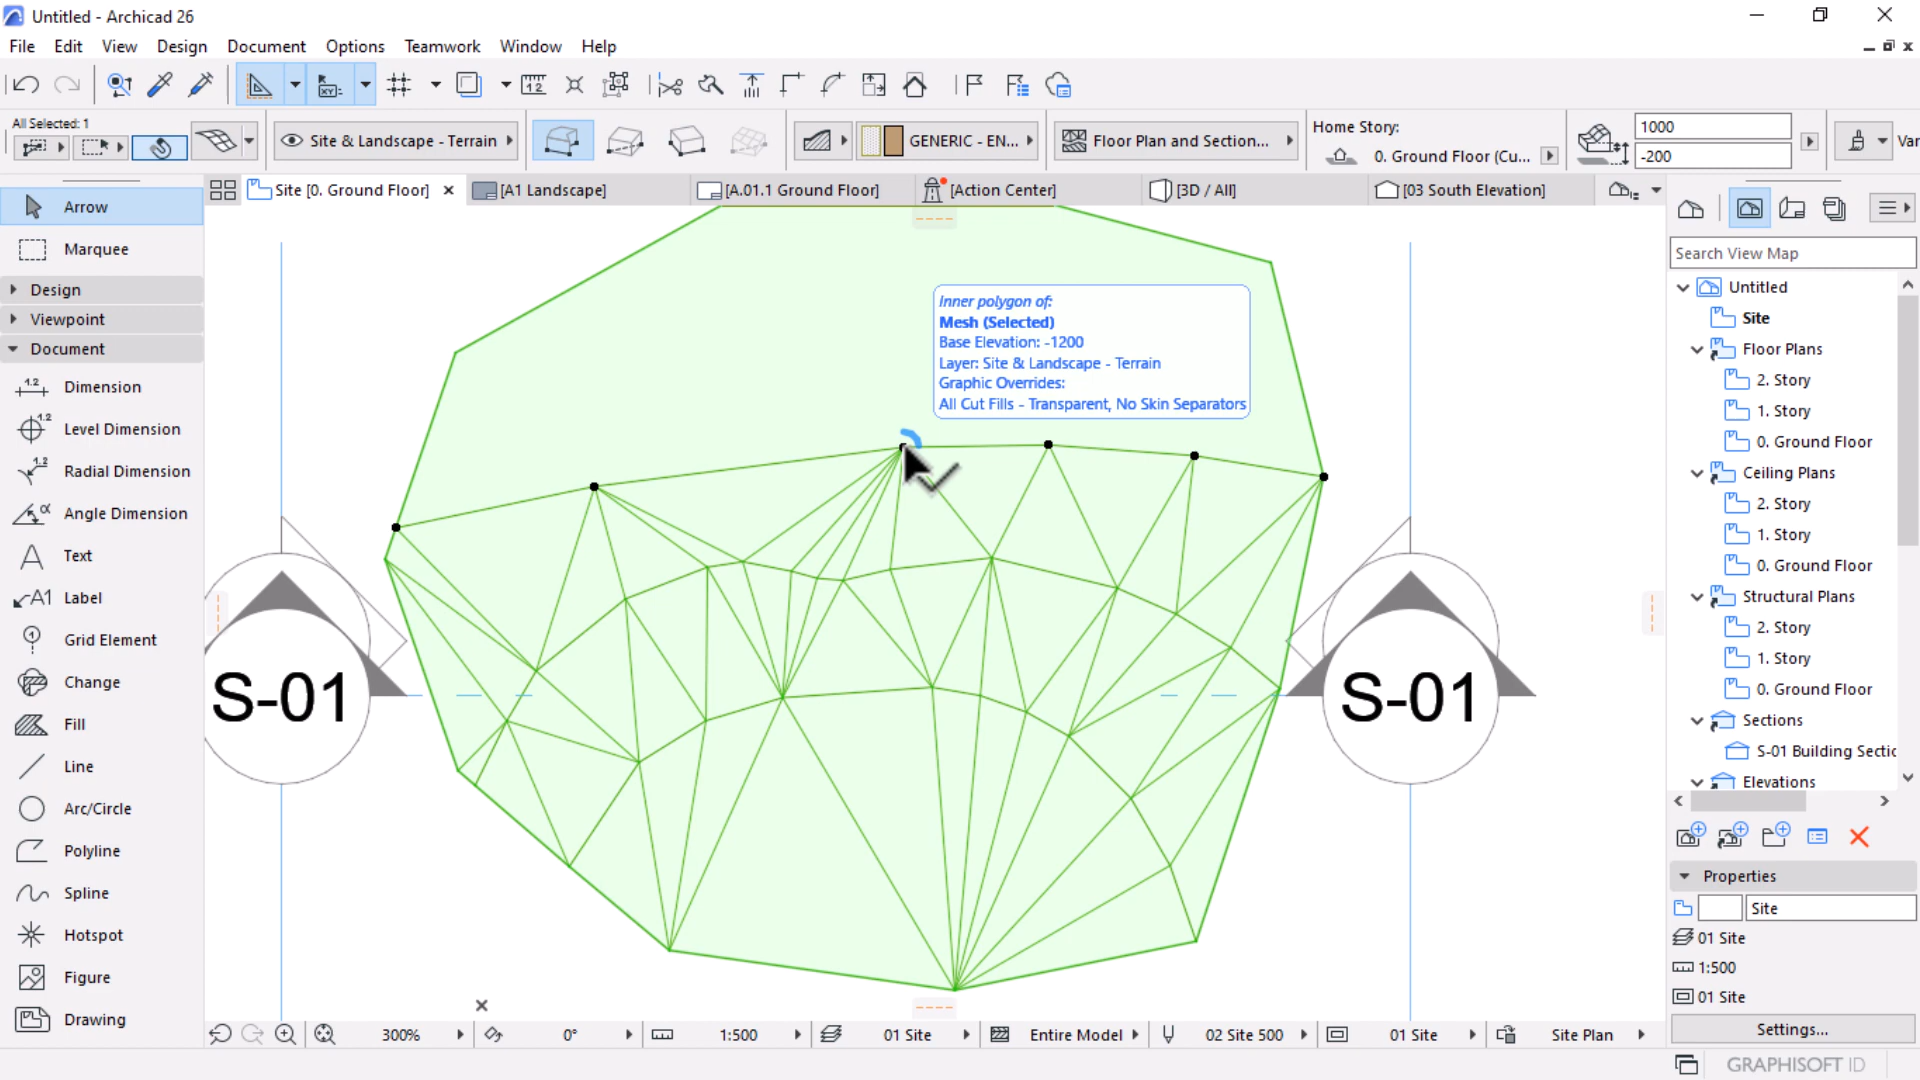 Untitled - Archicad 26
File Edit View Design Document Options Teamwork Window Help
All Selected: 1
Site & Landscape - Terrain
GENERIC - EN...
Floor Plan and Section...
Home Story:
0. Ground Floor (Cu...
1000
-200
Site [0. Ground Floor]
[A1 Landscape]
[A.01.1 Ground Floor]
[Action Center]
[3D / All]
[03 South Elevation]
Arrow
Marquee
Design
Viewpoint
Document
Dimension
Level Dimension
Radial Dimension
Angle Dimension
Text
Label
Grid Element
Change
Fill
Line
Arc/Circle
Polyline
Spline
Hotspot
Figure
Drawing
Inner polygon of:
Mesh (Selected)
Base Elevation: -1200
Layer: Site & Landscape - Terrain
Graphic Overrides:
All Cut Fills - Transparent, No Skin Separators
S-01
S-01
300%
0°
1:500
01 Site
Entire Model
02 Site 500
01 Site
Site Plan
Search View Map
Untitled
Site
Floor Plans
2. Story
1. Story
0. Ground Floor
Ceiling Plans
2. Story
1. Story
0. Ground Floor
Structural Plans
2. Story
1. Story
0. Ground Floor
Sections
S-01 Building Sectic
Elevations
Properties
Site
01 Site
1:500
01 Site
Settings...
GRAPHISOFT ID